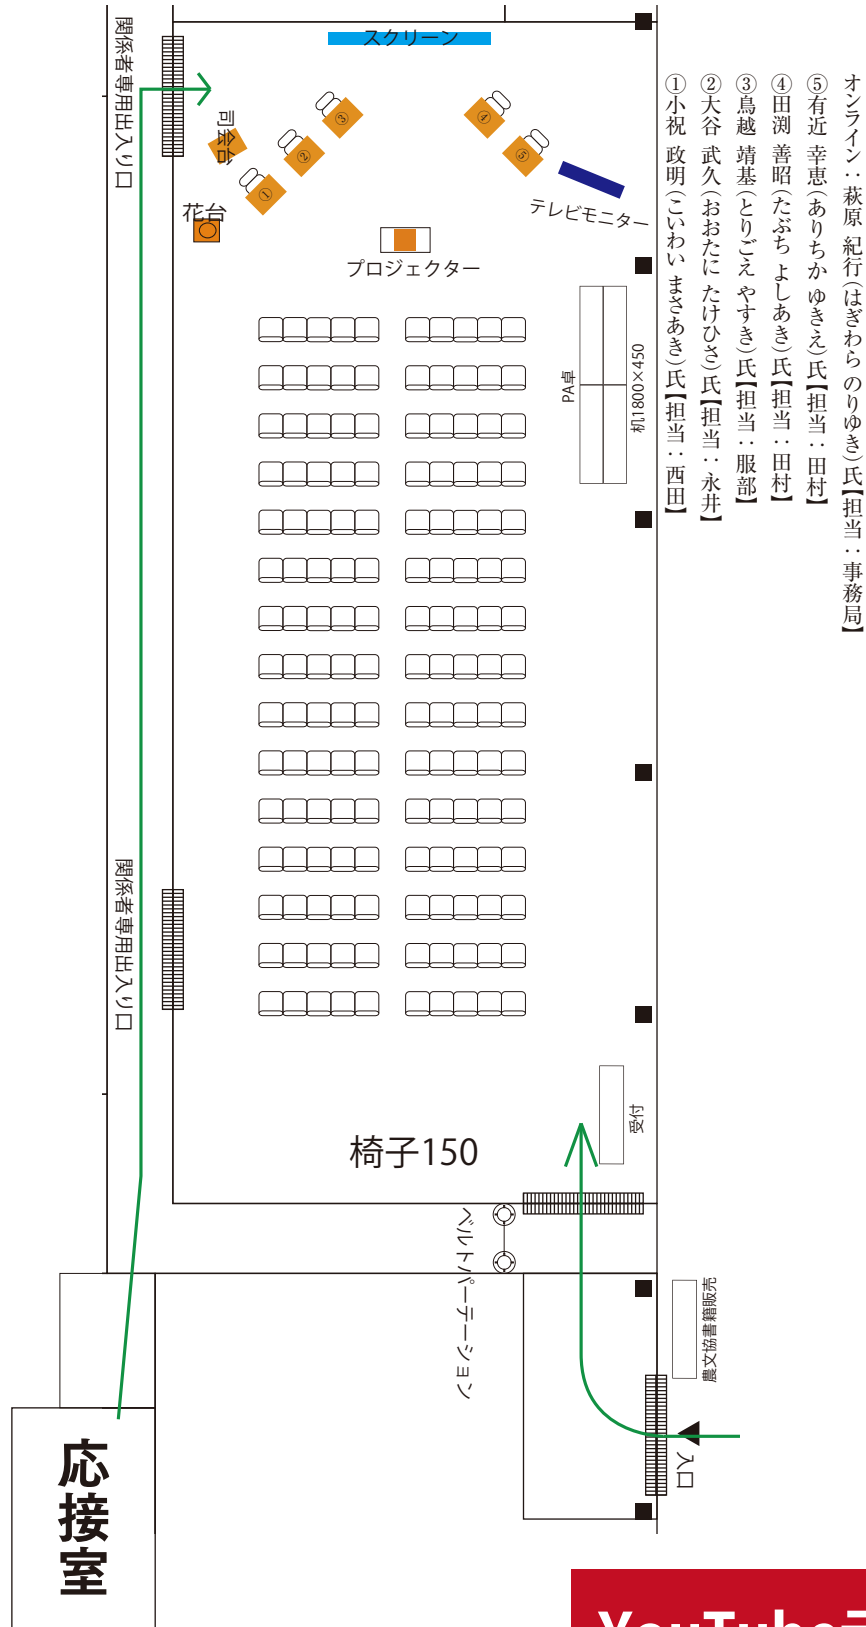 オンライン：萩原 紀行（はぎわら のりゆき）氏【担当：事務局】
⑤有近 幸恵（ありちか ゆきえ）氏【担当：田村】
④田渕 善昭（たぶち よしあき）氏【担当：田村】
③鳥越 靖基（とりごえ やすき）氏【担当：服部】
②大谷 武久（おおたに たけひさ）氏【担当：永井】
①小祝 政明（こいわい まさあき）氏【担当：西田】
スクリーン
関係者専用出入り口
司会台
③
②
①
④
⑤
花台
テレビモニター
プロジェクター
PA卓
机1800×450
関係者専用出入り口
椅子150
受付
ベルトパーテーション
農文協書籍販売
入口
応接室